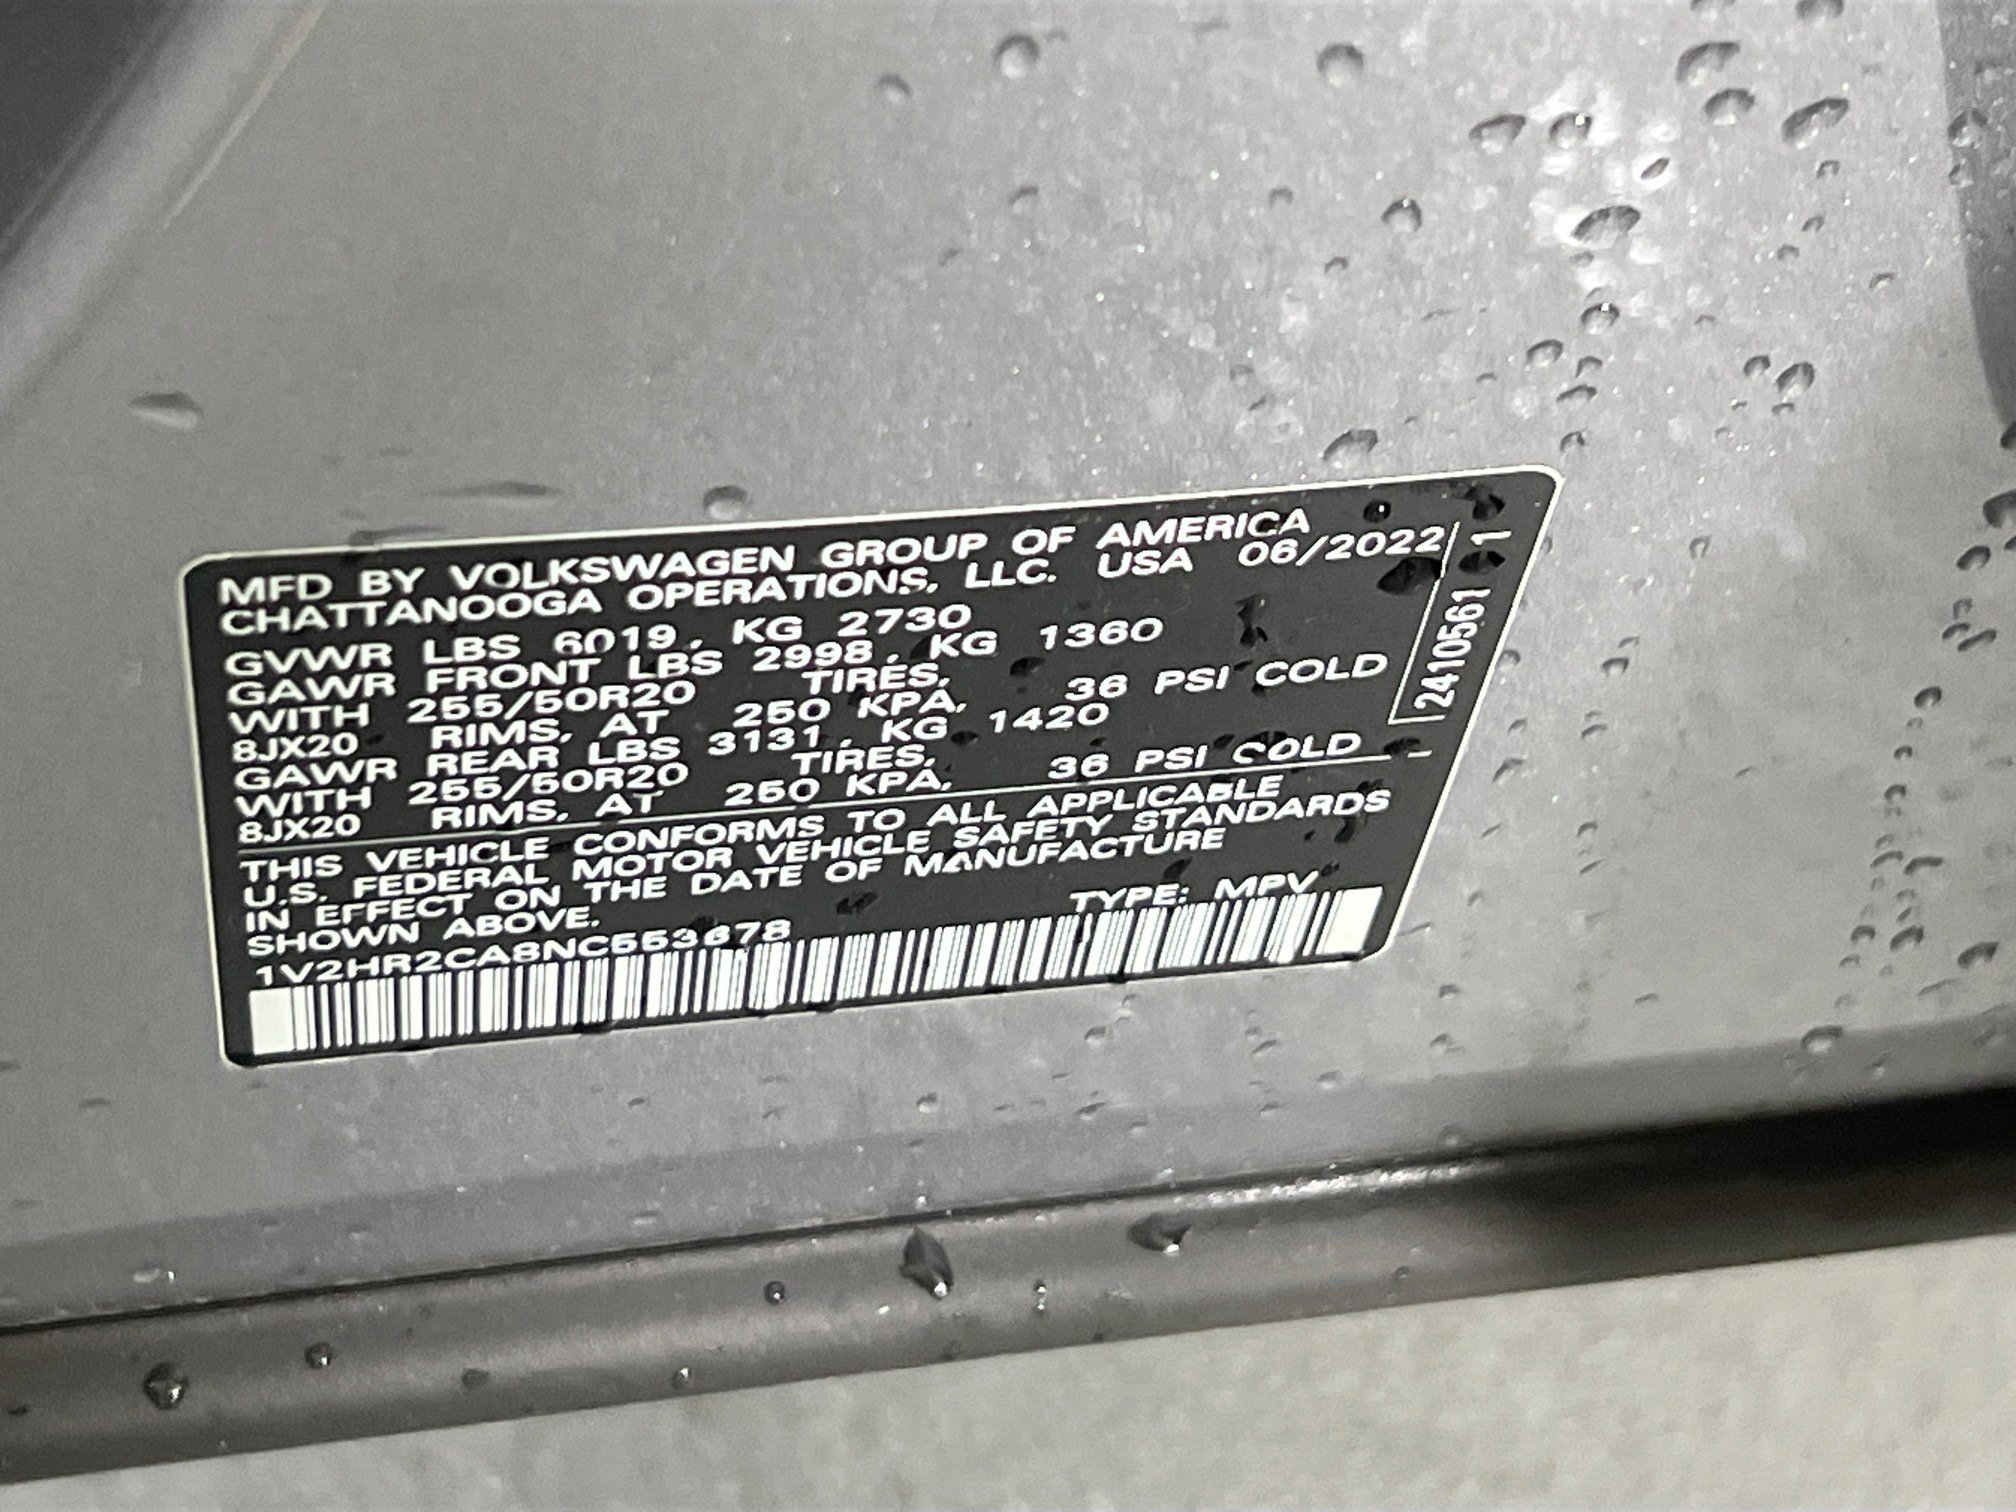 MFD BY VOLKSWAGEN GROUP OF AMERICA
CHATTANOOGA OPERATIONS, LLC. USA 06/2022
GVWR LBS 6019, KG 2730
GAWR FRONT LBS 2998, KG 1360
WITH 255/50R20 TIRES,
8JX20 RIMS, AT 250 KPA, 36 PSI COLD
GAWR REAR LBS 3131, KG 1420
WITH 255/50R20 TIRES,
8JX20 RIMS, AT 250 KPA, 36 PSI COLD
THIS VEHICLE CONFORMS TO ALL APPLICABLE
U.S. FEDERAL MOTOR VEHICLE SAFETY STANDARDS
IN EFFECT ON THE DATE OF MANUFACTURE
SHOWN ABOVE.
TYPE: MPV
1V2HR2CA8NC553678
2410561
1